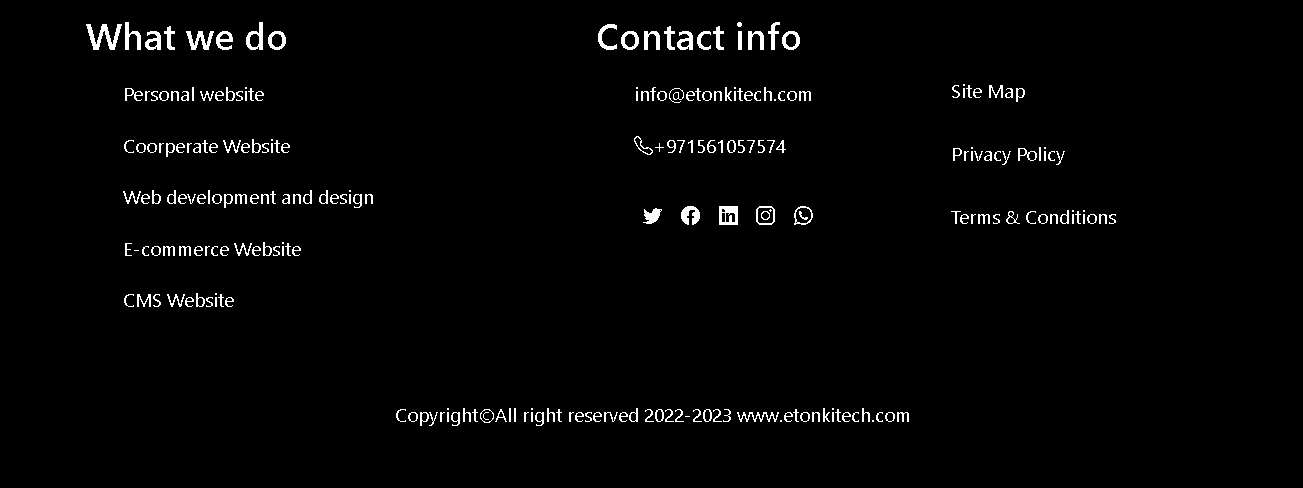 What we do
Personal website
Coorperate Website
Web development and design
E-commerce Website
CMS Website
Contact info
info@etonkitech.com
+971561057574
Site Map
Privacy Policy
Terms & Conditions
Copyright©All right reserved 2022-2023 www.etonkitech.com